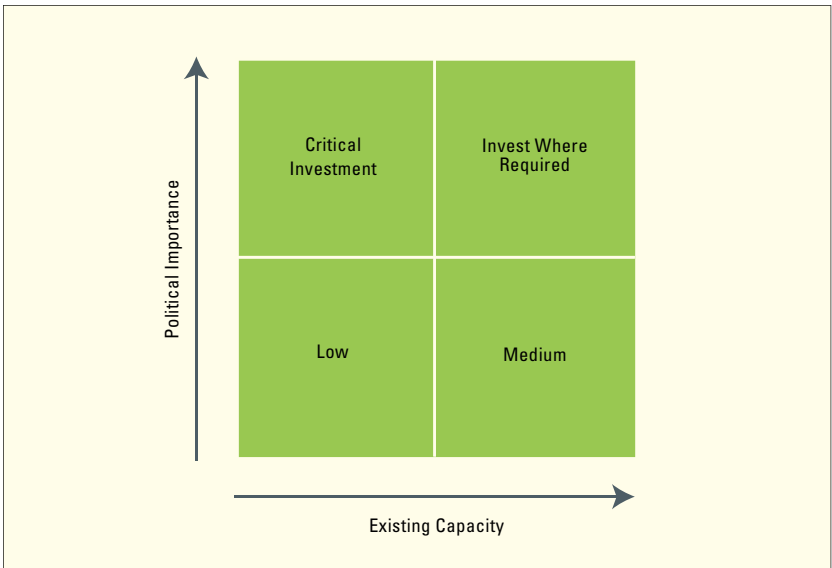 Political Importance
Critical
Investment
Invest Where
Required
Low
Medium
Existing Capacity